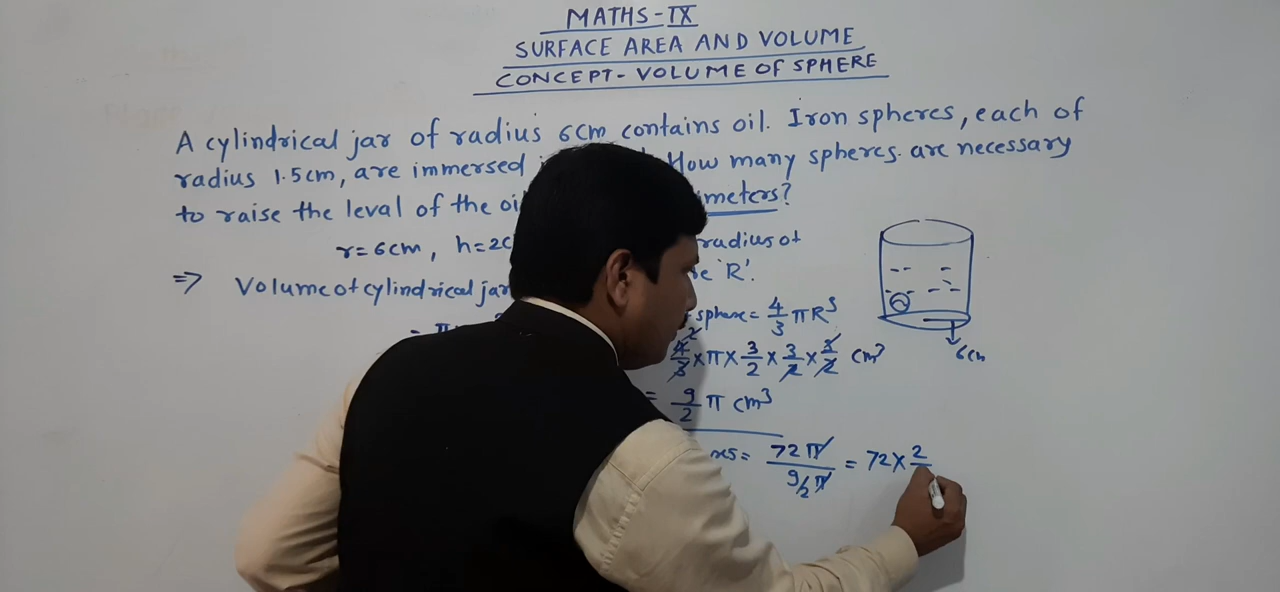 MATHS-IX
SURFACE AREA AND VOLUME
CONCEPT-VOLUME OF SPHERE
A cylindrical jar of radius 6cm contains oil. Iron spheres, each of
radius 1.5cm, are immersed How many spheres. are necessary
to raise the leval of the oi imeters?
r=6cm, h=2c radius of
⇒ Volume of cylindrical jar e 'R'.
sphere = 4/3 πR³
= π
4/3 × π × 3/2 × 3/2 × 3/2 cm³
6cm
= 9/2 π cm³
res = 72π / 9/2 π = 72 × 2